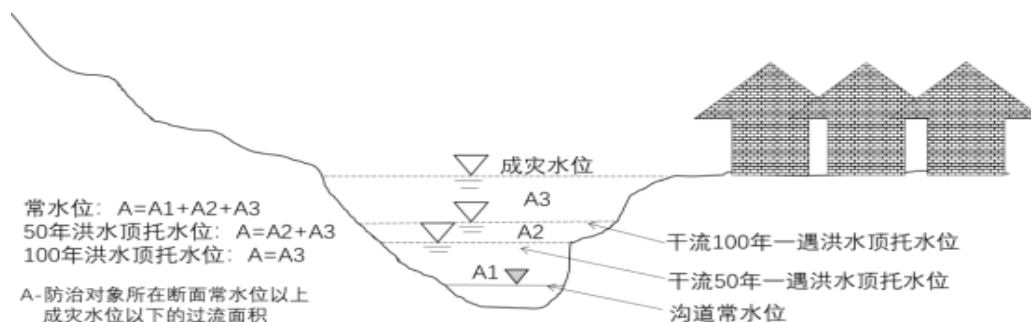 成灾水位
A3
常水位：A=A1+A2+A3
50年洪水顶托水位：A=A2+A3
100年洪水顶托水位：A=A3
A2
干流100年一遇洪水顶托水位
A1
干流50年一遇洪水顶托水位
A-防治对象所在断面常水位以上
成灾水位以下的过流面积
沟道常水位